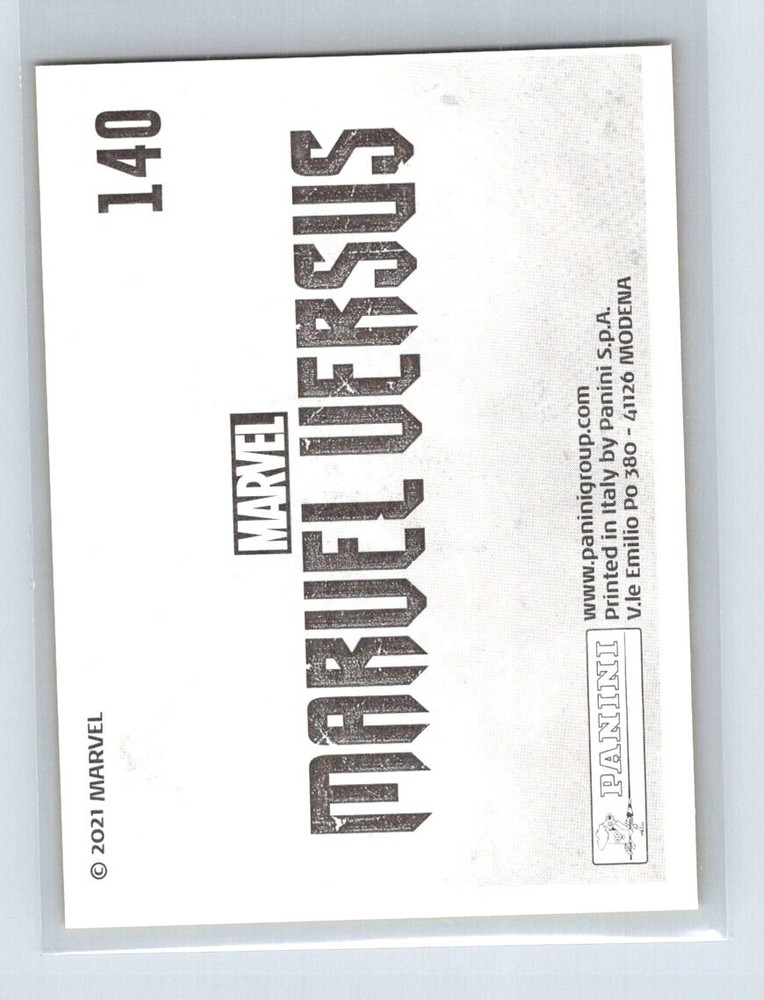 © 2021 MARVEL
140
MARVEL
MARVEL VERSUS
PANINI
www.paninigroup.com
Printed in Italy by Panini S.p.A.
V.le Emilio Po 380 - 41126 MODENA